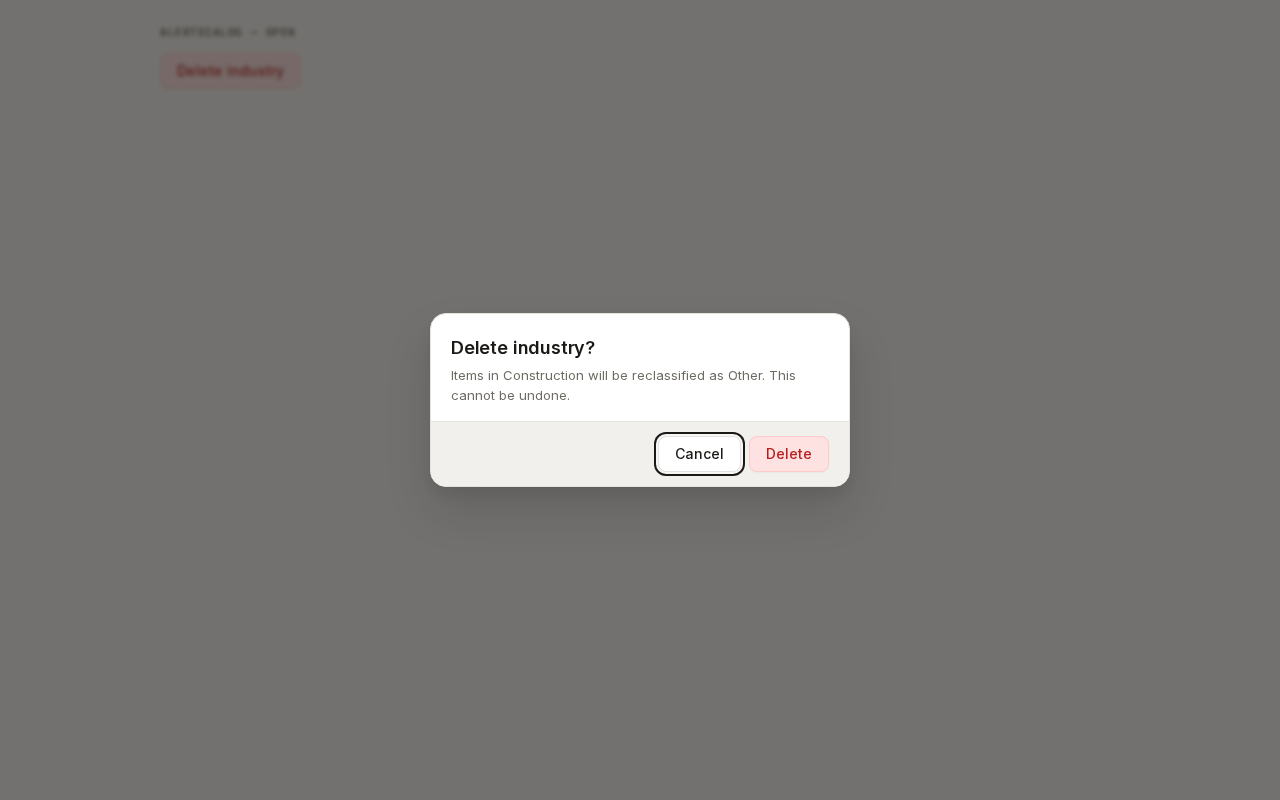 ALERTDIALOG — OPEN
Delete industry
Delete industry?
Items in Construction will be reclassified as Other. This
cannot be undone.
Cancel
Delete